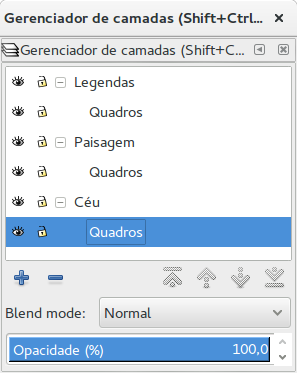 Gerenciador de camadas (Shift+Ctrl...
Gerenciador de camadas (Shift+C...
Legendas
Quadros
Paisagem
Quadros
Céu
Quadros
Blend mode: Normal
Opacidade (%) 100,0